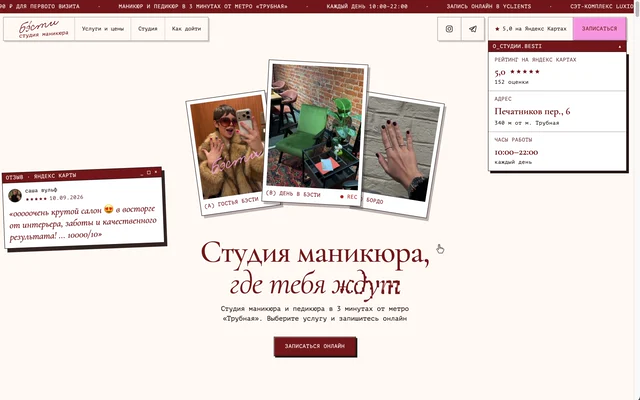 ₽ ДЛЯ ПЕРВОГО ВИЗИТА · МАНИКЮР И ПЕДИКЮР В 3 МИНУТАХ ОТ МЕТРО «ТРУБНАЯ» · КАЖДЫЙ ДЕНЬ 10:00–22:00 · ЗАПИСЬ ОНЛАЙН В YCLIENTS · СЭТ-КОМПЛЕКС
бэсти
студия маникюра
Услуги и цены
Студия
Как дойти
★ 5,0 на Яндекс Картах
ЗАПИСАТЬСЯ
О_СТУДИИ.BESTI
РЕЙТИНГ НА ЯНДЕКС КАРТАХ
5,0 ★★★★★
152 оценки
АДРЕС
Печатников пер., 6
340 м от м. Трубная
ЧАСЫ РАБОТЫ
10:00–22:00
каждый день
бэсти
(А) ГОСТЬЯ БЭСТИ
(В) ДЕНЬ В БЭСТИ
★ BES
БОРДО
ОТЗЫВ · ЯНДЕКС КАРТЫ
саша вульф
★★★★★ 10.09.2026
«ооооочень крутой салон 😍 в восторге
от интерьера, заботы и качественного
результата! … 10000/10»
Студия маникюра,
где тебя ждут
Студия маникюра и педикюра в 3 минутах от метро
«Трубная». Выберите услугу и запишитесь онлайн
ЗАПИСАТЬСЯ ОНЛАЙН